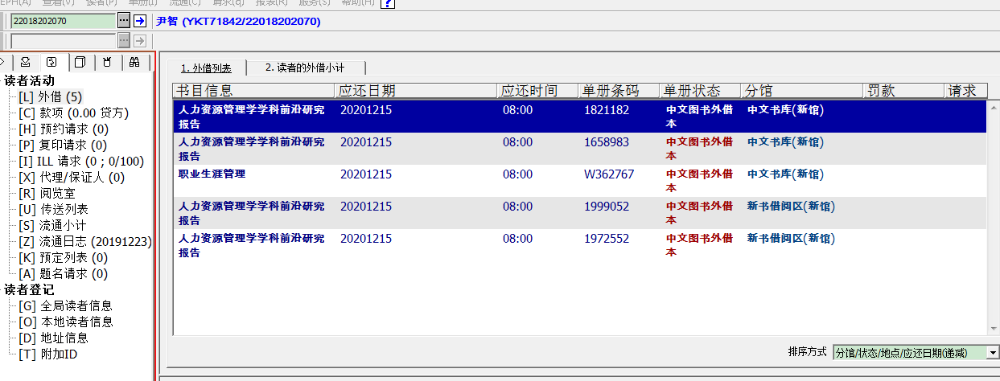 EPH(A) 查看(V) 读者(P) 单册(I) 流通(C) 请求(q) 报表(R) 服务(s) 帮助(H) ?
22018202070 ... 尹智 (YKT71842/22018202070)
...
1. 外借列表 2. 读者的外借小计
读者活动
[L] 外借 (5)
[C] 款项 (0.00 贷方)
[H] 预约请求 (0)
[P] 复印请求 (0)
[I] ILL 请求 (0 ; 0/100)
[X] 代理/保证人 (0)
[R] 阅览室
[U] 传送列表
[S] 流通小计
[Z] 流通日志 (20191223)
[K] 预定列表 (0)
[A] 题名请求 (0)
读者登记
[G] 全局读者信息
[O] 本地读者信息
[D] 地址信息
[T] 附加ID
书目信息 应还日期 应还时间 单册条码 单册状态 分馆 罚款 请求
人力资源管理学学科前沿研究 20201215 08:00 1821182 中文图书外借 中文书库(新馆)
报告 本
人力资源管理学学科前沿研究 20201215 08:00 1658983 中文图书外借 中文书库(新馆)
报告 本
职业生涯管理 20201215 08:00 W362767 中文图书外借 中文书库(新馆)
本
人力资源管理学学科前沿研究 20201215 08:00 1999052 中文图书外借 新书借阅区(新馆)
报告 本
人力资源管理学学科前沿研究 20201215 08:00 1972552 中文图书外借 新书借阅区(新馆)
报告 本
排序方式 分馆/状态/地点/应还日期(递减)